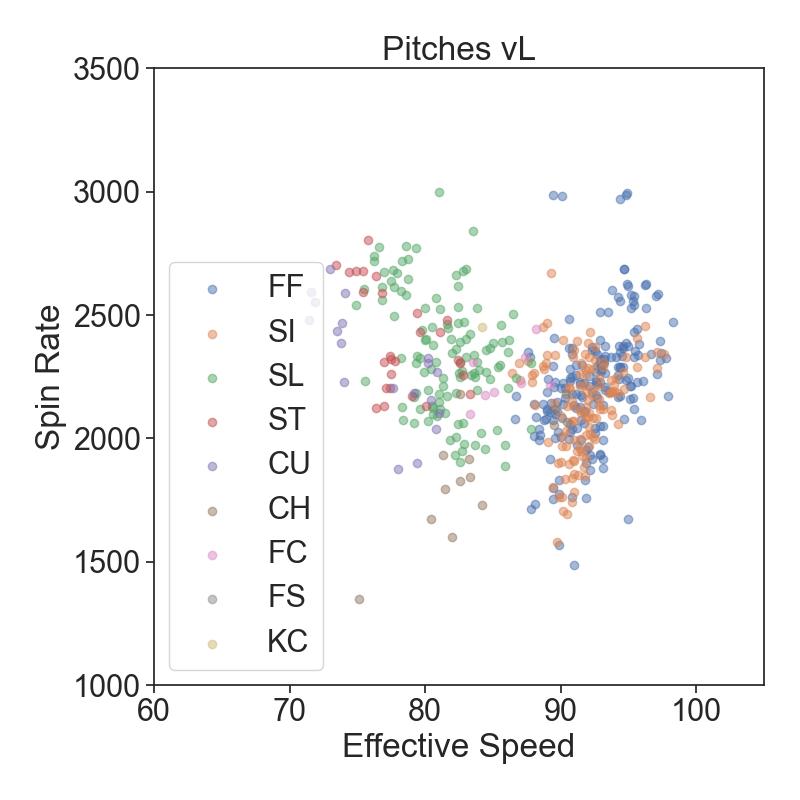 Pitches vL
3500
3000
2500
2000
1500
1000
Spin Rate
FF
SI
SL
ST
CU
CH
FC
FS
KC
60 70 80 90 100
Effective Speed